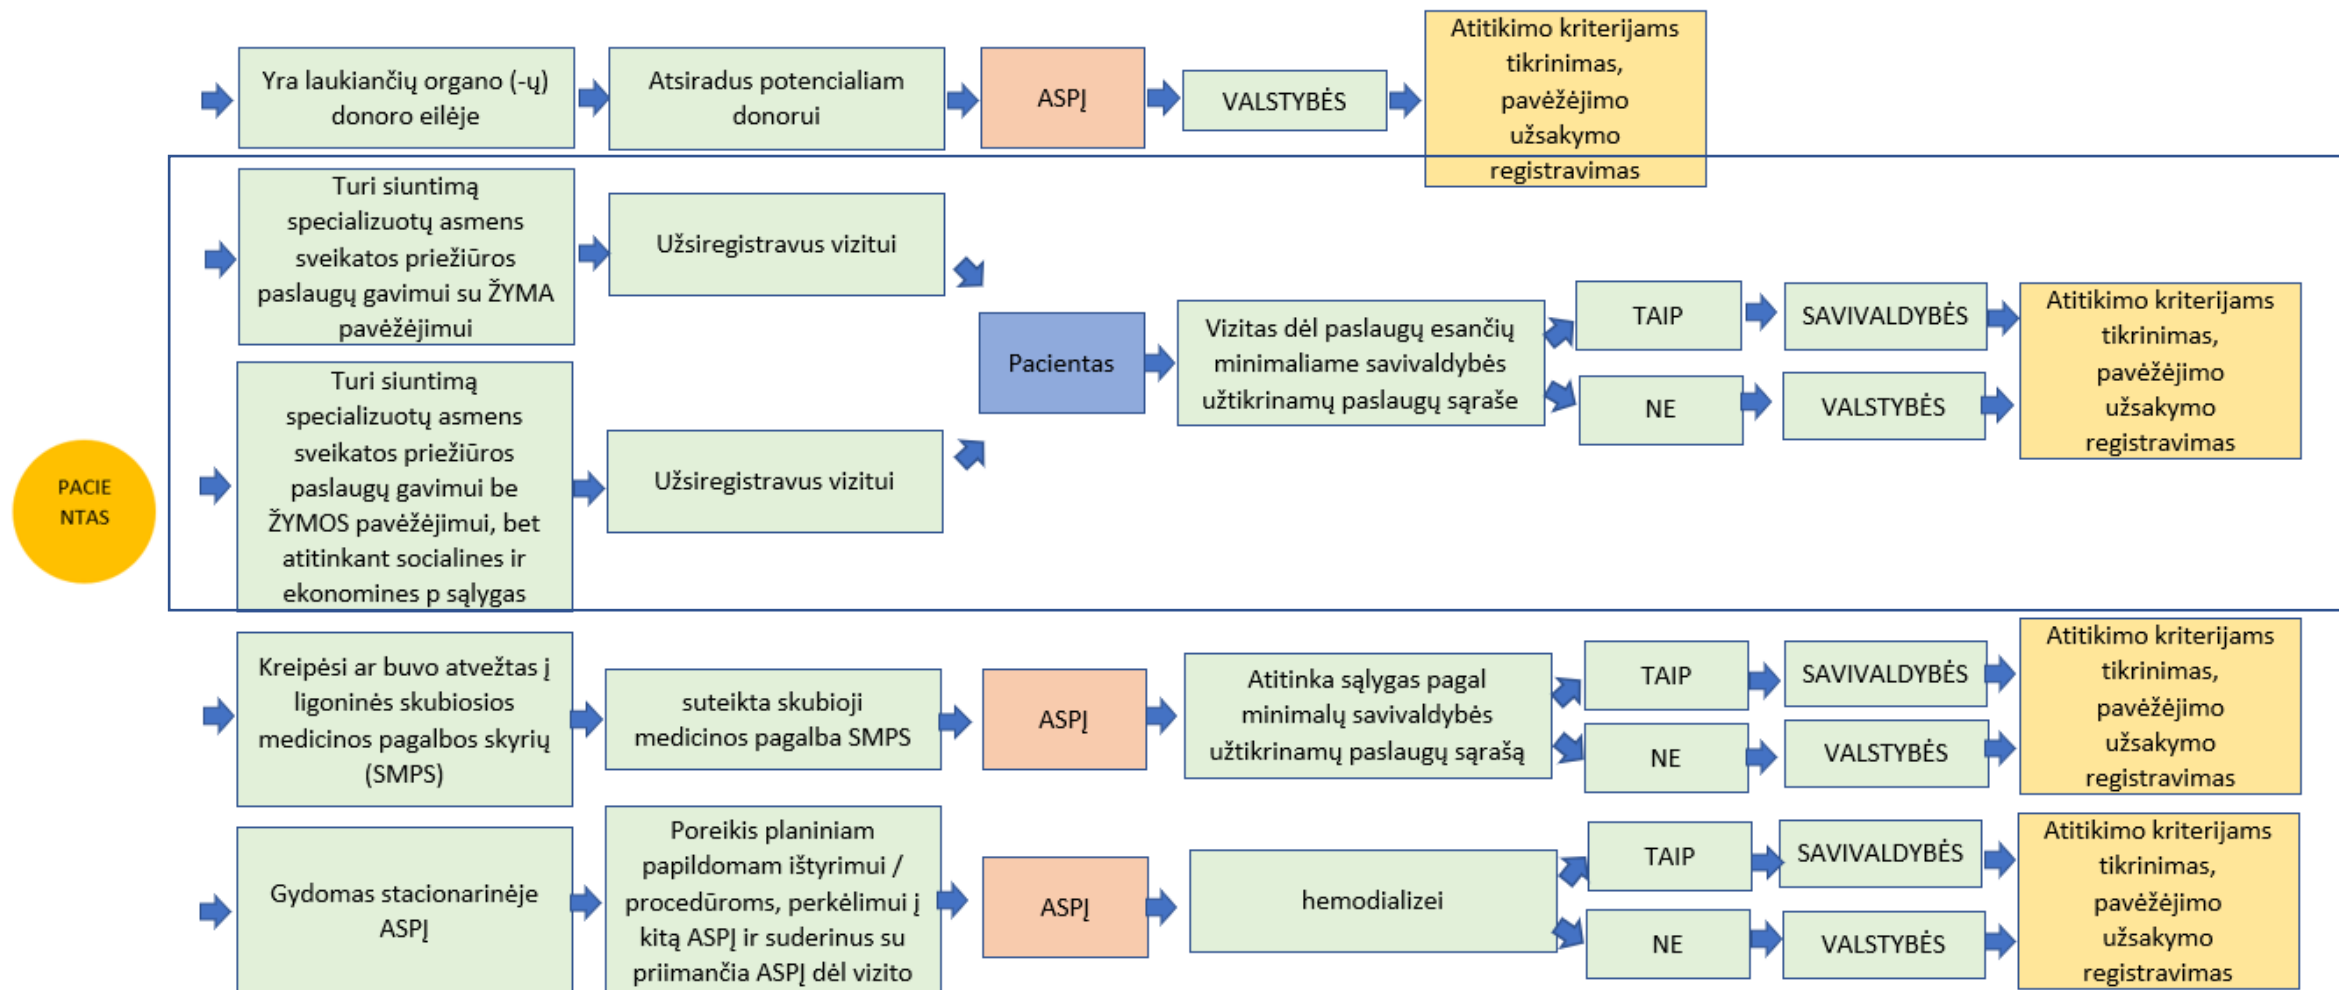 Yra laukiančių organo (-ų)
donoro eilėje
Atsiradus potencialiam
donorui
ASPĮ
VALSTYBĖS
Atitikimo kriterijams
tikrinimas,
pavėžėjimo
užsakymo
registravimas
Turi siuntimą
specializuotų asmens
sveikatos priežiūros
paslaugų gavimui su ŽYMA
pavėžėjimui
Užsiregistravus vizitui
Turi siuntimą
specializuotų asmens
sveikatos priežiūros
paslaugų gavimui be
ŽYMOS pavėžėjimui, bet
atitinkant socialines ir
ekonomines p sąlygas
Užsiregistravus vizitui
Pacientas
Vizitas dėl paslaugų esančių
minimaliame savivaldybės
užtikrinamų paslaugų sąraše
TAIP
SAVIVALDYBĖS
NE
VALSTYBĖS
Atitikimo kriterijams
tikrinimas,
pavėžėjimo
užsakymo
registravimas
PACIE
NTAS
Kreipėsi ar buvo atvežtas į
ligoninės skubiosios
medicinos pagalbos skyrių
(SMPS)
suteikta skubioji
medicinos pagalba SMPS
ASPĮ
Atitinka sąlygas pagal
minimalų savivaldybės
užtikrinamų paslaugų sąrašą
TAIP
SAVIVALDYBĖS
NE
VALSTYBĖS
Atitikimo kriterijams
tikrinimas,
pavėžėjimo
užsakymo
registravimas
Gydomas stacionarinėje
ASPĮ
Poreikis planiniam
papildomam ištyrimui /
procedūroms, perkėlimui į
kitą ASPĮ ir suderinus su
priimančia ASPĮ dėl vizito
ASPĮ
hemodializei
TAIP
SAVIVALDYBĖS
NE
VALSTYBĖS
Atitikimo kriterijams
tikrinimas,
pavėžėjimo
užsakymo
registravimas